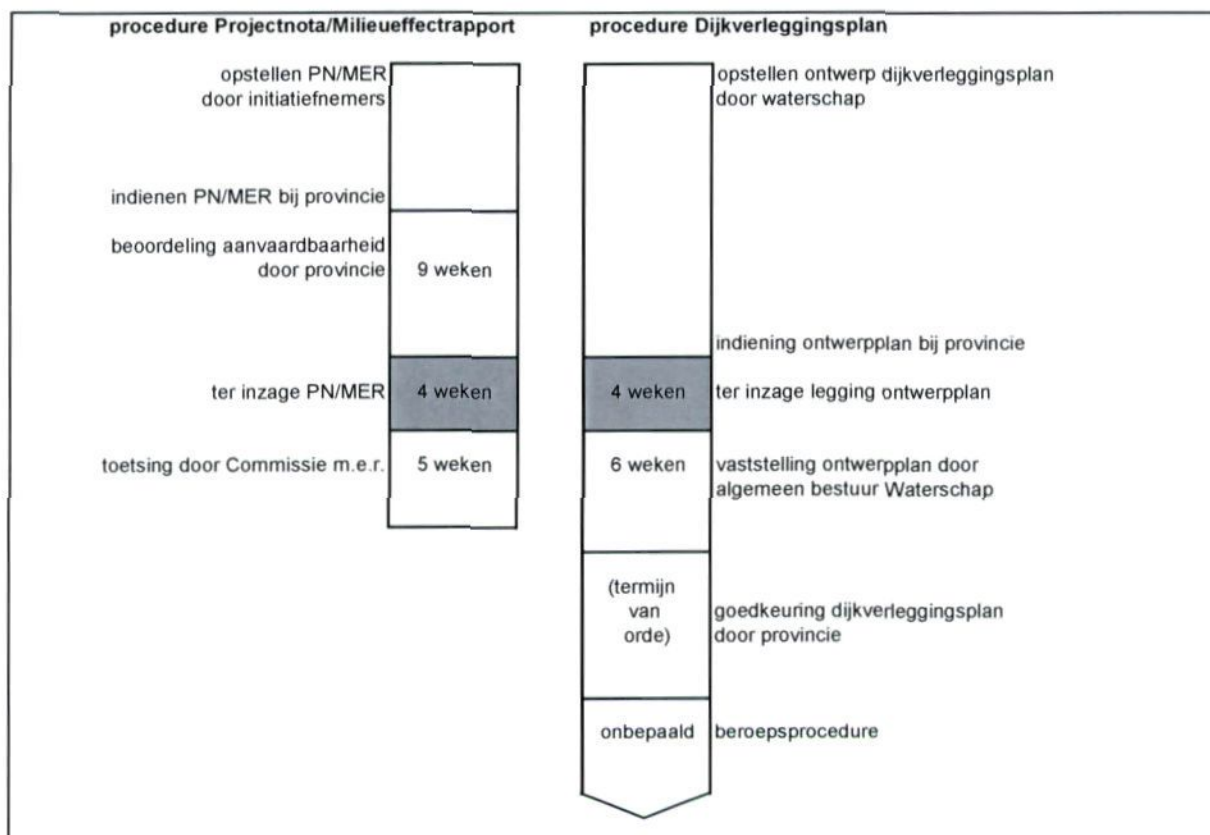 procedure Projectnota/Milieueffectrapport
opstellen PN/MER
door initiatiefnemers
indienen PN/MER bij provincie
beoordeling aanvaardbaarheid
door provincie
9 weken
ter inzage PN/MER
4 weken
toetsing door Commissie m.e.r.
5 weken
procedure Dijkverleggingsplan
opstellen ontwerp dijkverleggingsplan
door waterschap
indiening ontwerpplan bij provincie
4 weken
ter inzage legging ontwerpplan
6 weken
vaststelling ontwerpplan door
algemeen bestuur Waterschap
(termijn
van
orde)
goedkeuring dijkverleggingsplan
door provincie
onbepaald
beroepsprocedure